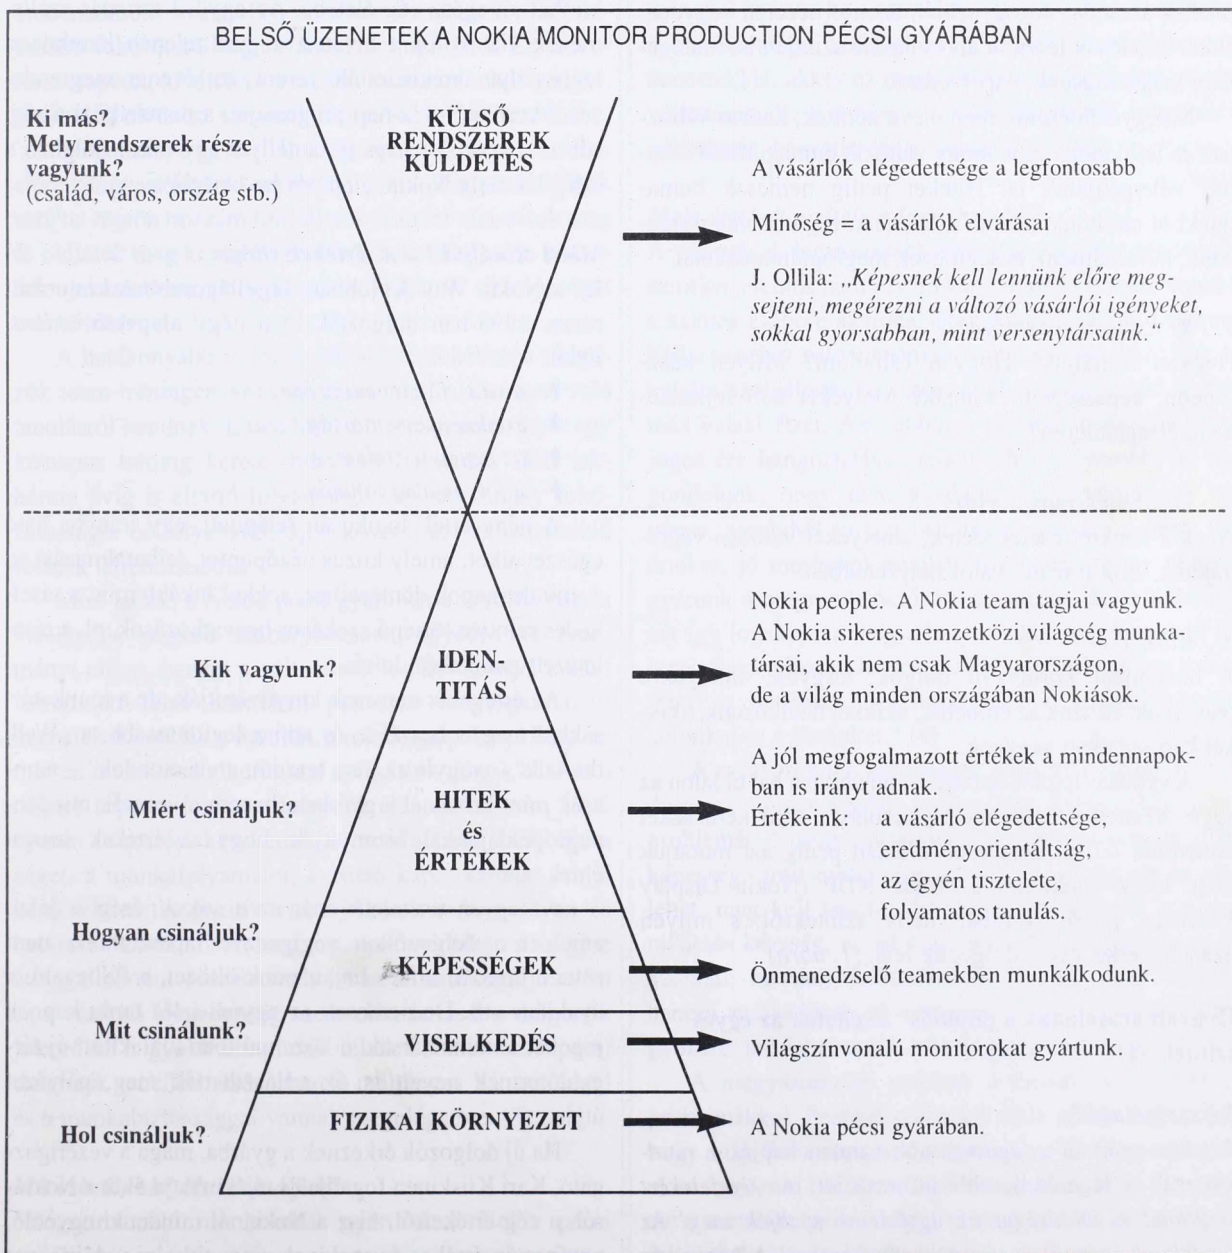 BELSŐ ÜZENETEK A NOKIA MONITOR PRODUCTION PÉCSI GYÁRÁBAN
Ki más?
Mely rendszerek része
vagyunk?
(család, város, ország stb.)
KÜLSŐ
RENDSZEREK
KÜLDETÉS
A vásárlók elégedettsége a legfontosabb
Minőség = a vásárlók elvárásai
J. Ollila: „Képesnek kell lennünk előre meg-
sejteni, megérezni a változó vásárlói igényeket,
sokkal gyorsabban, mint versenytársaink.“
Kik vagyunk?
IDEN-
TITÁS
Nokia people. A Nokia team tagjai vagyunk.
A Nokia sikeres nemzetközi világcég munka-
társai, akik nem csak Magyarországon,
de a világ minden országában Nokiások.
Miért csináljuk?
HITEK
és
ÉRTÉKEK
A jól megfogalmazott értékek a mindennapok-
ban is irányt adnak.
Értékeink: a vásárló elégedettsége,
eredményorientáltság,
az egyén tisztelete,
folyamatos tanulás.
Hogyan csináljuk?
KÉPESSÉGEK
Önmenedzselő teamekben munkálkodunk.
Mit csinálunk?
VISELKEDÉS
Világszínvonalú monitorokat gyártunk.
Hol csináljuk?
FIZIKAI KÖRNYEZET
A Nokia pécsi gyárában.